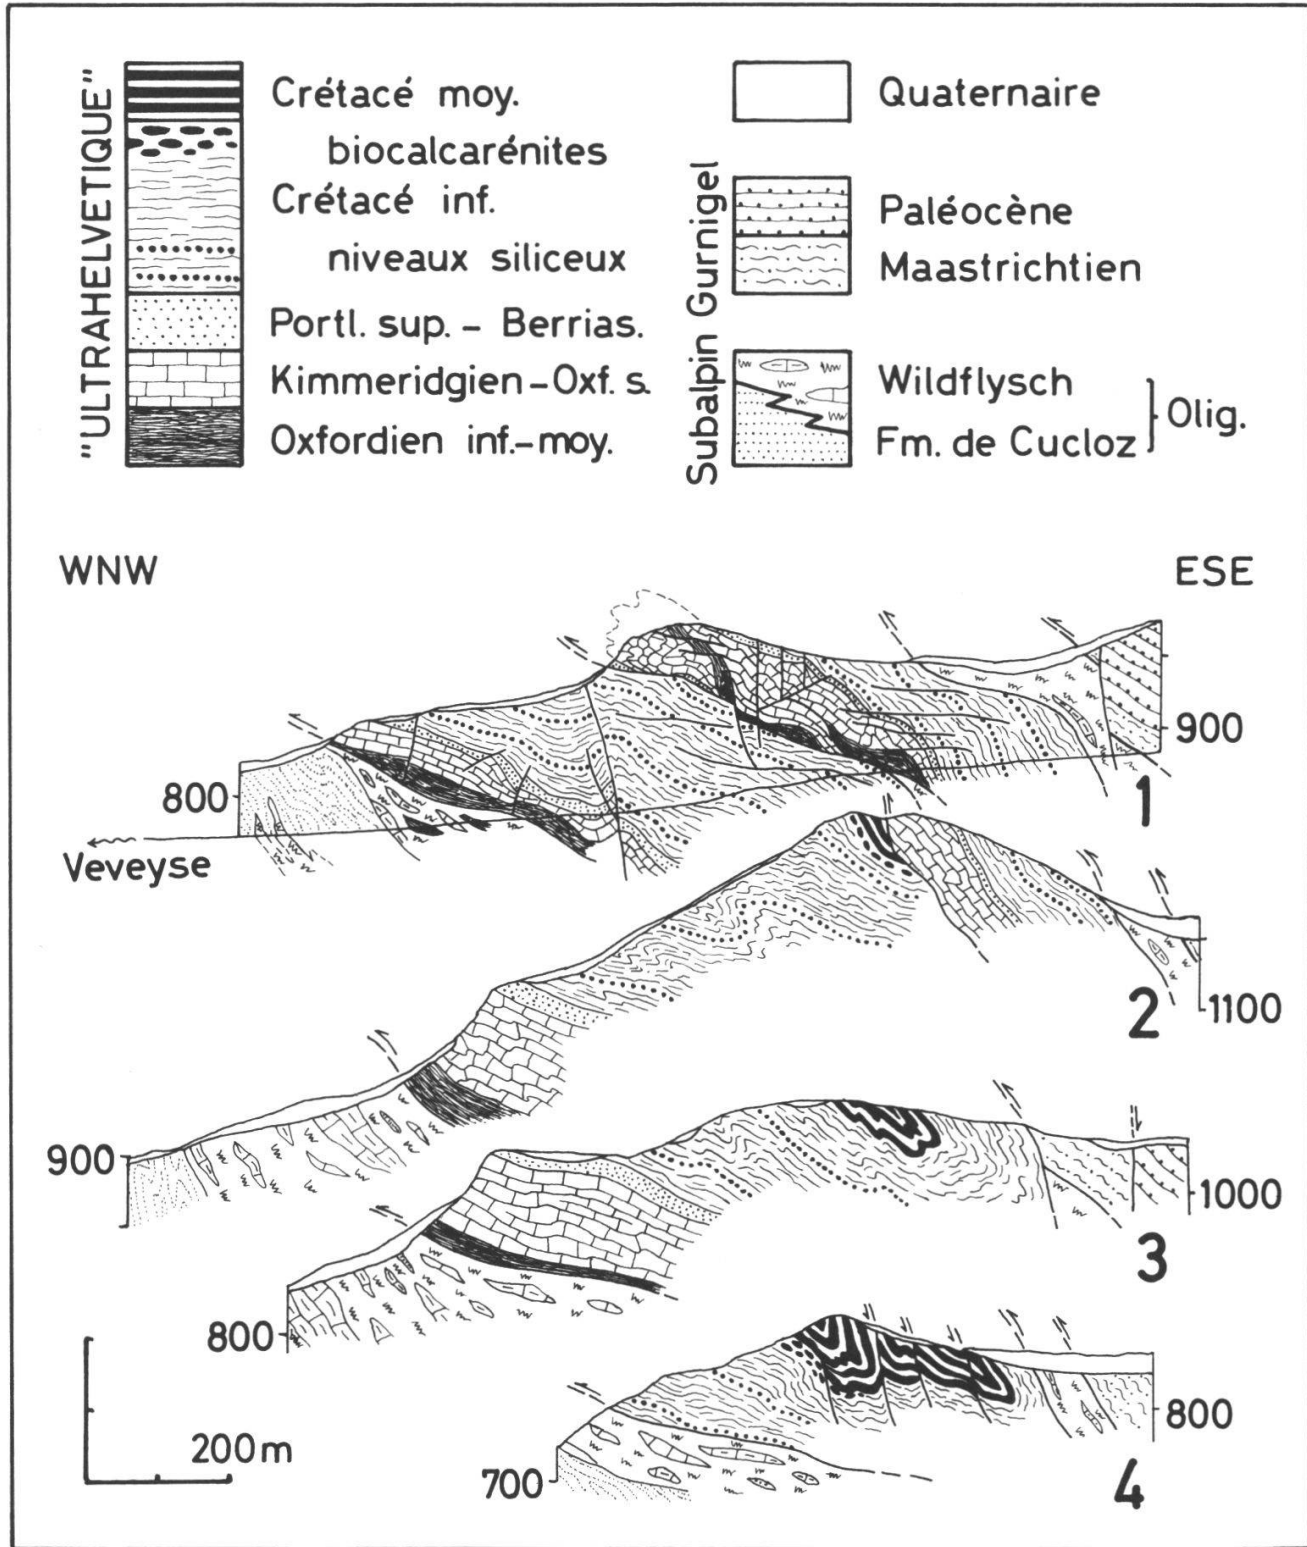 "ULTRAHELVETIQUE"
Crétacé moy.
biocalcarénites
Crétacé inf.
niveaux siliceux
Portl. sup. – Berrias.
Kimmeridgien – Oxf. s.
Oxfordien inf.– moy.
Quaternaire
Subalpin Gurnigel
Paléocène
Maastrichtien
Wildflysch
Fm. de Cucloz
Olig.
WNW
ESE
900
800
1
Veveyse
2
1100
900
1000
3
800
200 m
800
700
4